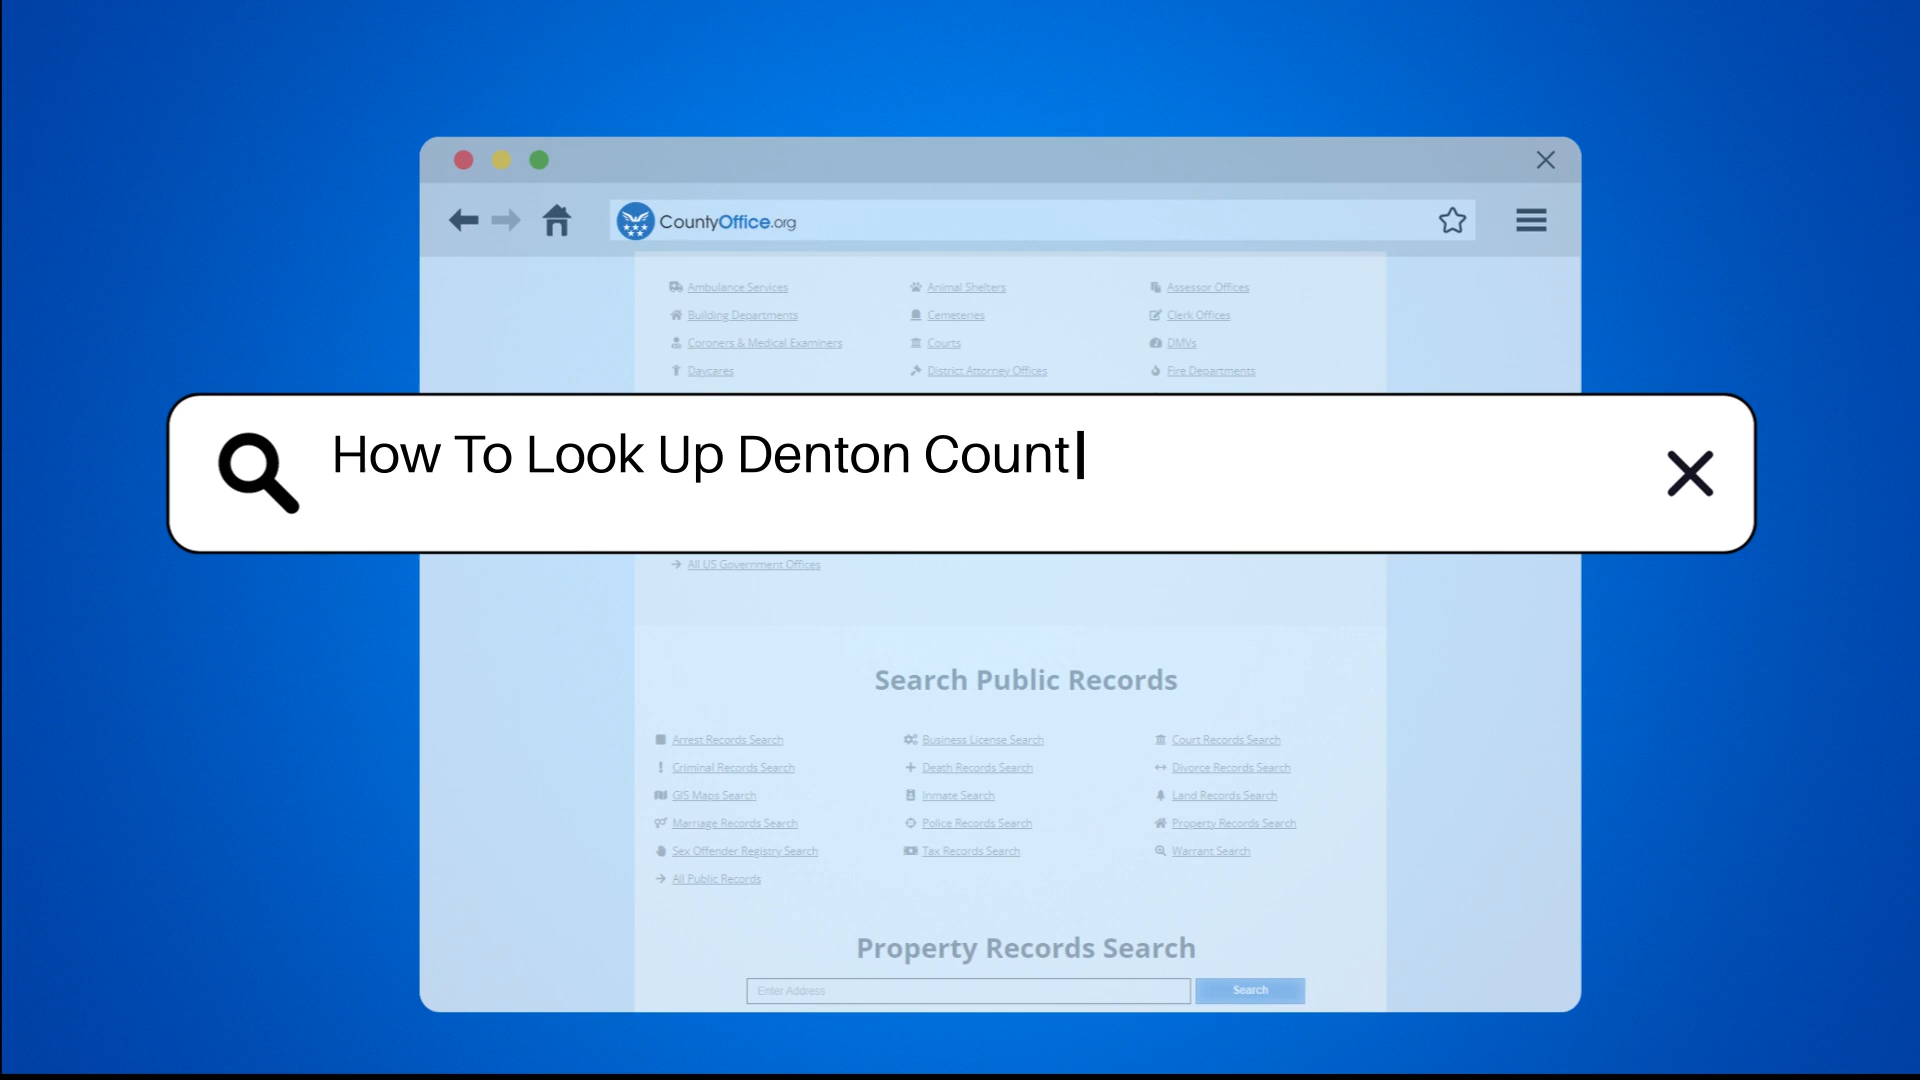 CountyOffice.org
Ambulance Services Animal Shelters Assessor Offices
Building Departments Cemeteries Clerk Offices
Coroners & Medical Examiners Courts DMVs
Daycares District Attorney Offices Fire Departments
How To Look Up Denton Count
All US Government Offices
Search Public Records
Arrest Records Search Business License Search Court Records Search
Criminal Records Search Death Records Search Divorce Records Search
GIS Maps Search Inmate Search Land Records Search
Marriage Records Search Police Records Search Property Records Search
Sex Offender Registry Search Tax Records Search Warrant Search
All Public Records
Property Records Search
Enter Address Search